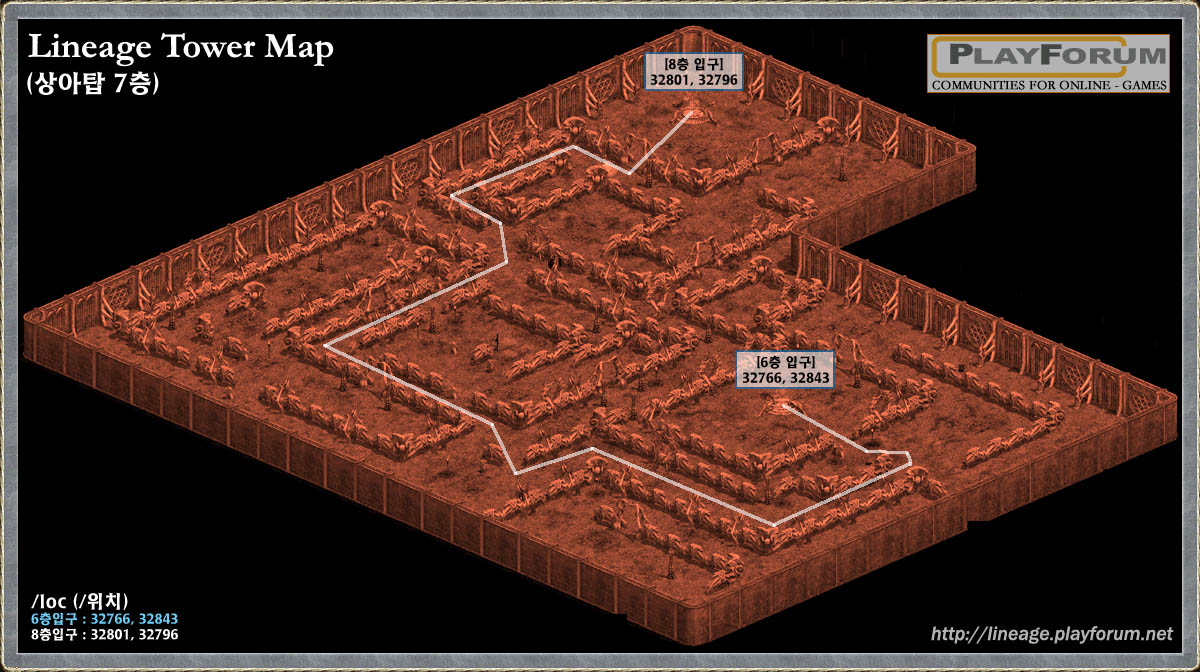 Lineage Tower Map
(상아탑 7층)
PLAYFORUM
COMMUNITIES FOR ONLINE - GAMES
[8층 입구]
32801, 32796
[6층 입구]
32766, 32843
/loc (/위치)
6층입구 : 32766, 32843
8층입구 : 32801, 32796
http://lineage.playforum.net